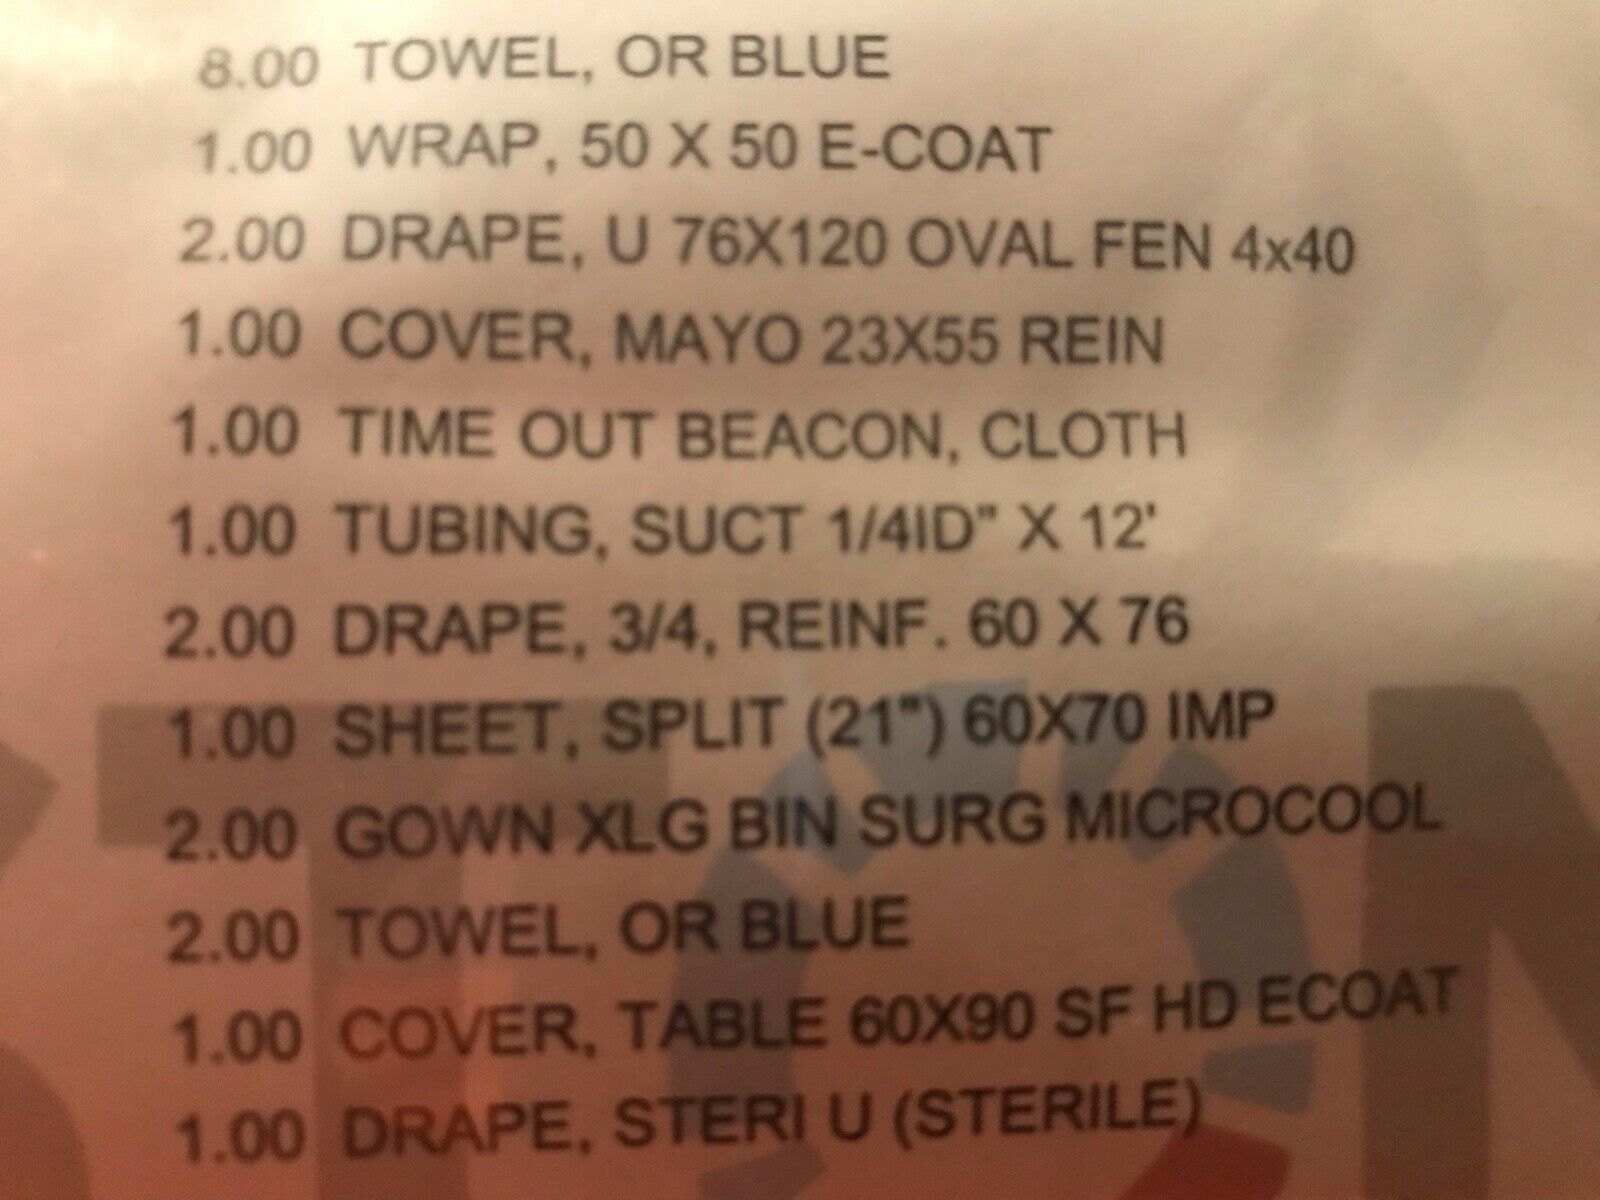 8.00 TOWEL, OR BLUE
1.00 WRAP, 50 X 50 E-COAT
2.00 DRAPE, U 76X120 OVAL FEN 4x40
1.00 COVER, MAYO 23X55 REIN
1.00 TIME OUT BEACON, CLOTH
1.00 TUBING, SUCT 1/4ID" X 12'
2.00 DRAPE, 3/4, REINF. 60 X 76
1.00 SHEET, SPLIT (21") 60X70 IMP
2.00 GOWN XLG BIN SURG MICROCOOL
2.00 TOWEL, OR BLUE
1.00 COVER, TABLE 60X90 SF HD ECOAT
1.00 DRAPE, STERI U (STERILE)